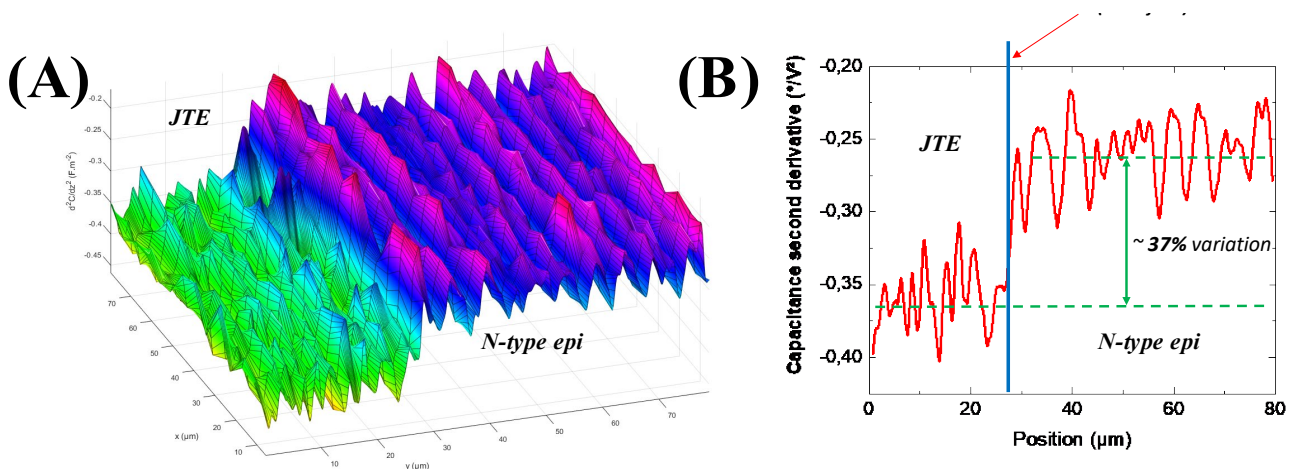 (A)
JTE
N-type epi
d²C/dz² (F.m⁻²)
-0.2
-0.25
-0.3
-0.35
-0.4
-0.45
70
60
50
40
30
20
10
x (µm)
10
20
30
40
50
60
70
y (µm)
(B)
JTE
~ 37% variation
N-type epi
Capacitance second derivative (°/V²)
-0,20
-0,25
-0,30
-0,35
-0,40
0
20
40
60
80
Position (µm)